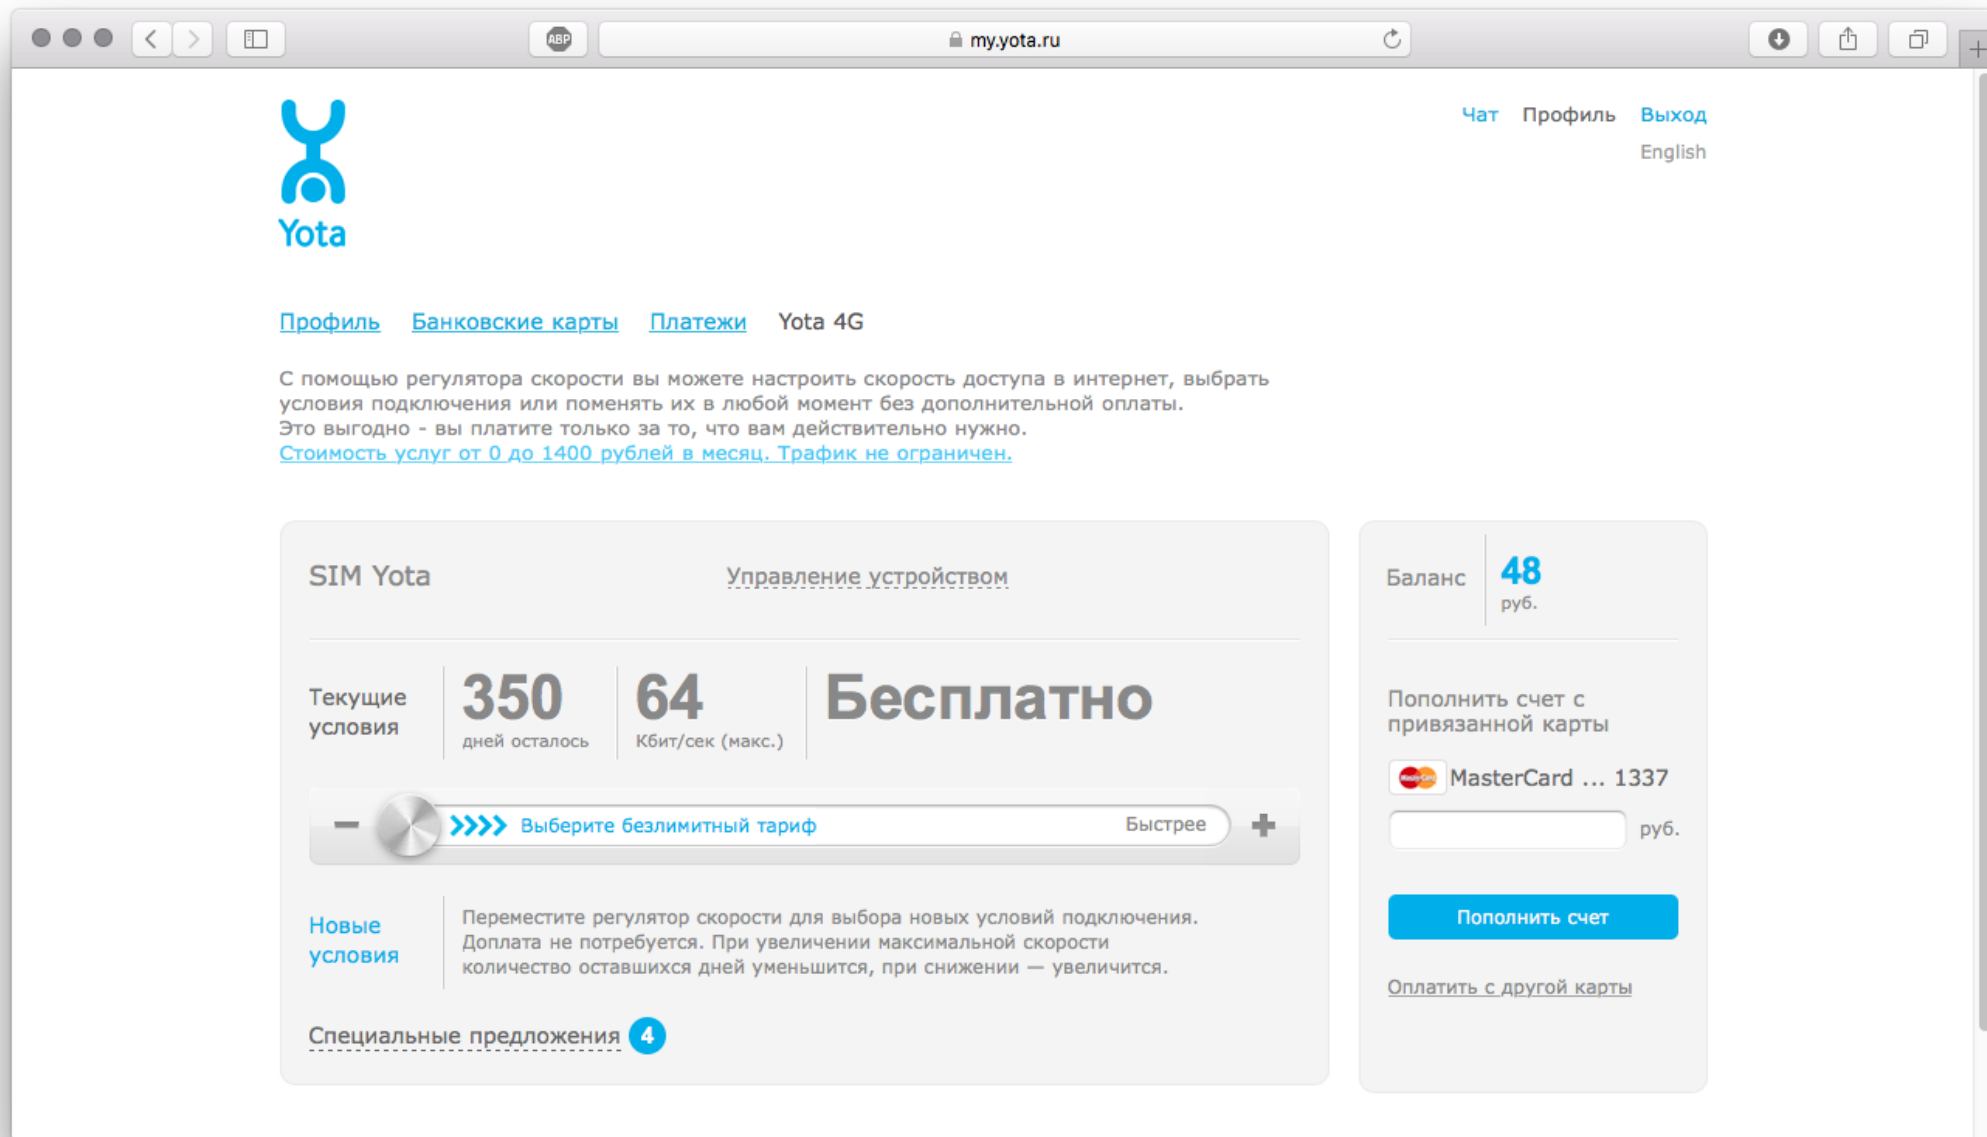 ABP
my.yota.ru
Чат Профиль Выход
English
Yota
Профиль Банковские карты Платежи Yota 4G
С помощью регулятора скорости вы можете настроить скорость доступа в интернет, выбрать
условия подключения или поменять их в любой момент без дополнительной оплаты.
Это выгодно - вы платите только за то, что вам действительно нужно.
Стоимость услуг от 0 до 1400 рублей в месяц. Трафик не ограничен.
SIM Yota
Управление устройством
Текущие
условия
350
дней осталось
64
Кбит/сек (макс.)
Бесплатно
Выберите безлимитный тариф
Быстрее
Новые
условия
Переместите регулятор скорости для выбора новых условий подключения.
Доплата не потребуется. При увеличении максимальной скорости
количество оставшихся дней уменьшится, при снижении — увеличится.
Специальные предложения 4
Баланс
48
руб.
Пополнить счет с
привязанной карты
MasterCard
MasterCard ... 1337
руб.
Пополнить счет
Оплатить с другой карты